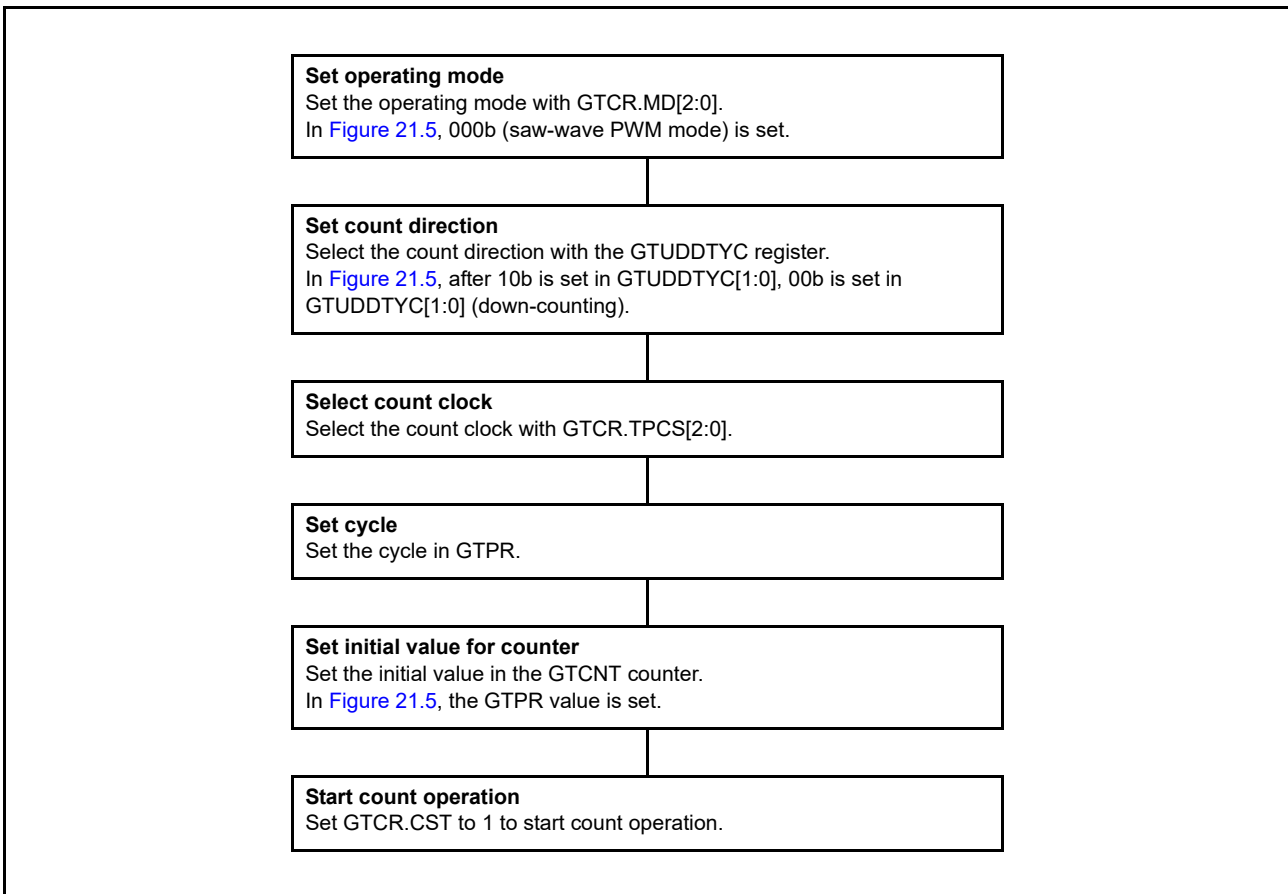 Set operating mode
Set the operating mode with GTCR.MD[2:0].
In Figure 21.5, 000b (saw-wave PWM mode) is set.
Set count direction
Select the count direction with the GTUDDTYC register.
In Figure 21.5, after 10b is set in GTUDDTYC[1:0], 00b is set in
GTUDDTYC[1:0] (down-counting).
Select count clock
Select the count clock with GTCR.TPCS[2:0].
Set cycle
Set the cycle in GTPR.
Set initial value for counter
Set the initial value in the GTCNT counter.
In Figure 21.5, the GTPR value is set.
Start count operation
Set GTCR.CST to 1 to start count operation.